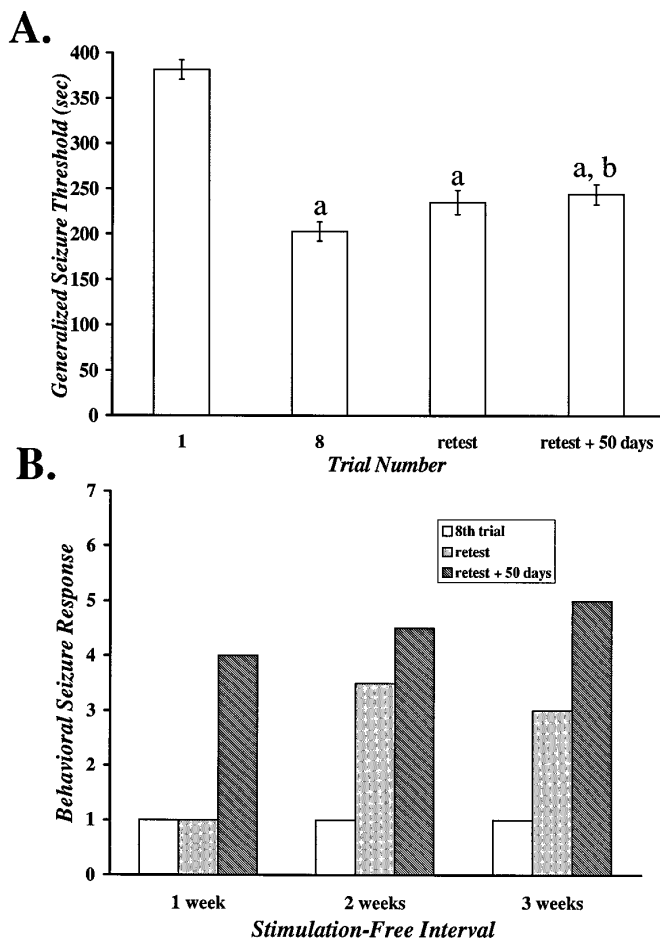 A.
Generalized Seizure Threshold (sec)
400
350
300
250
200
150
100
50
0
a
a
a, b
1
8
retest
retest + 50 days
Trial Number
B.
Behavioral Seizure Response
7
6
5
4
3
2
1
0
8th trial
retest
retest + 50 days
1 week
2 weeks
3 weeks
Stimulation-Free Interval